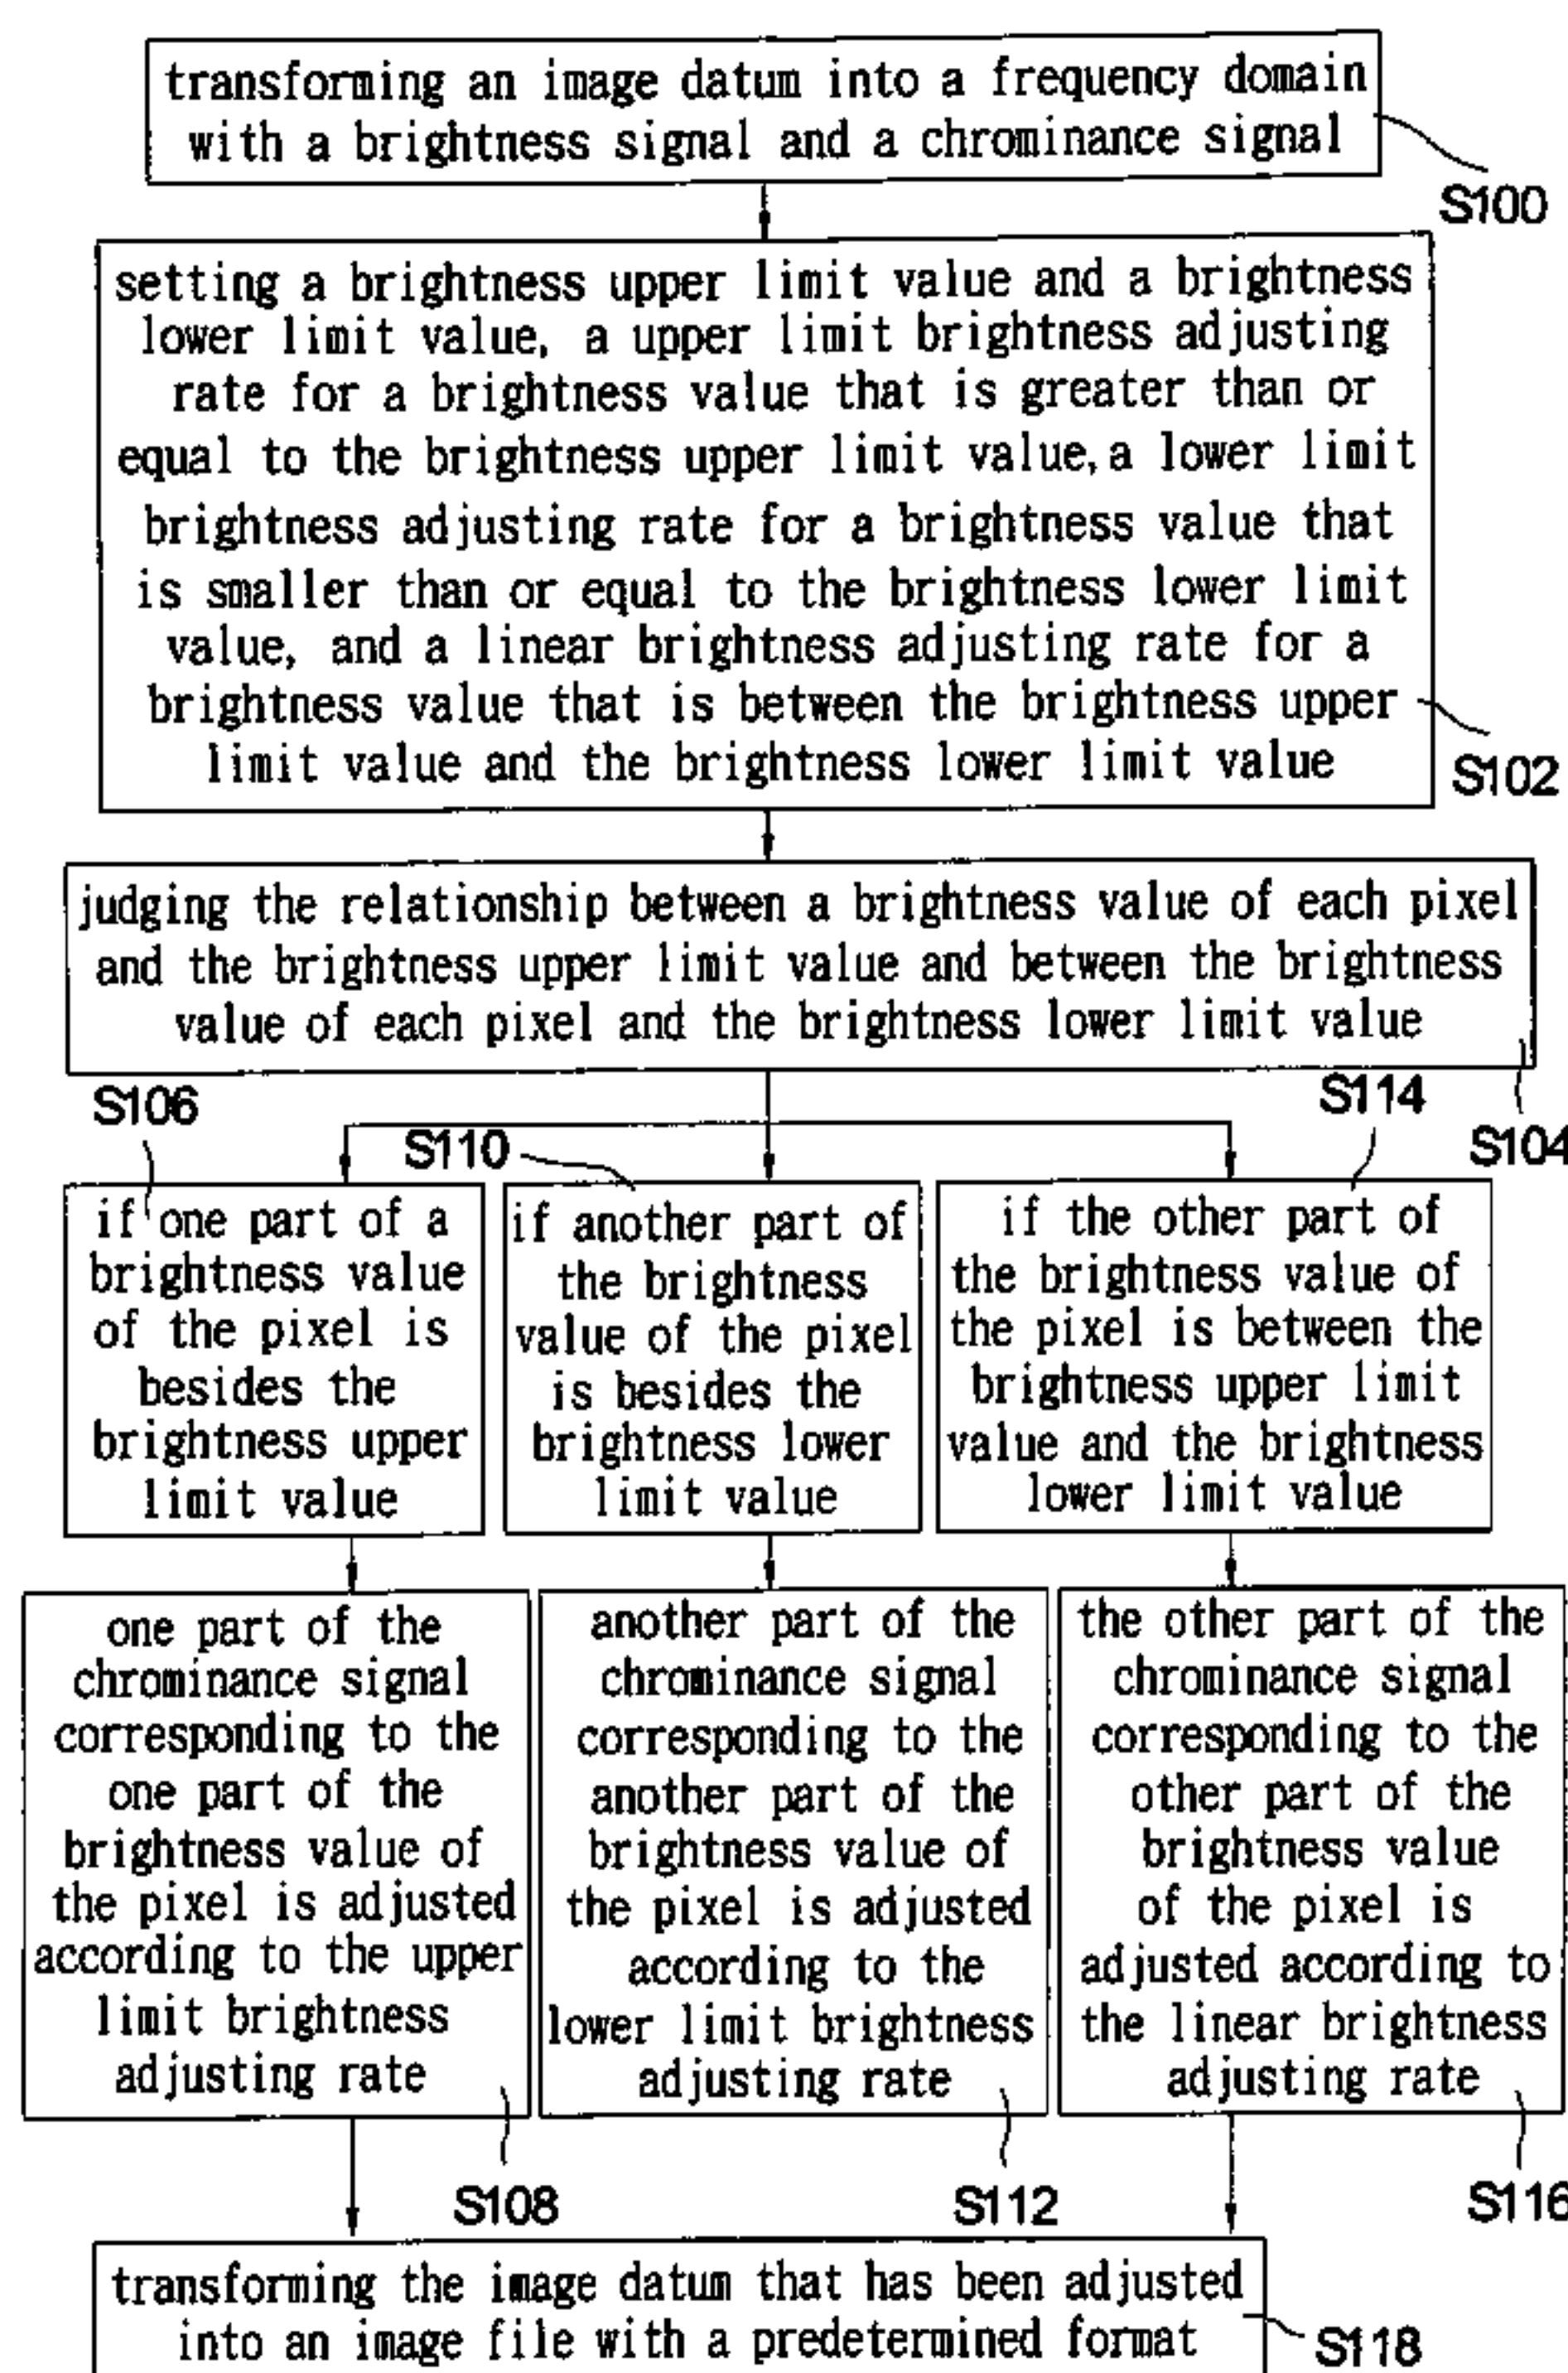 transforming an image datum into a frequency domain
with a brightness signal and a chrominance signal
S100
setting a brightness upper limit value and a brightness
lower limit value, a upper limit brightness adjusting
rate for a brightness value that is greater than or
equal to the brightness upper limit value, a lower limit
brightness adjusting rate for a brightness value that
is smaller than or equal to the brightness lower limit
value, and a linear brightness adjusting rate for a
brightness value that is between the brightness upper
limit value and the brightness lower limit value
S102
judging the relationship between a brightness value of each pixel
and the brightness upper limit value and between the brightness
value of each pixel and the brightness lower limit value
S104
S106
if one part of a
brightness value
of the pixel is
besides the
brightness upper
limit value
S110
if another part of
the brightness
value of the pixel
is besides the
brightness lower
limit value
S114
if the other part of
the brightness value of
the pixel is between the
brightness upper limit
value and the brightness
lower limit value
one part of the
chrominance signal
corresponding to the
one part of the
brightness value of
the pixel is adjusted
according to the upper
limit brightness
adjusting rate
S108
another part of the
chrominance signal
corresponding to the
another part of the
brightness value of
the pixel is adjusted
according to the
lower limit brightness
adjusting rate
S112
the other part of the
chrominance signal
corresponding to the
other part of the
brightness value
of the pixel is
adjusted according to
the linear brightness
adjusting rate
S116
transforming the image datum that has been adjusted
into an image file with a predetermined format
S118